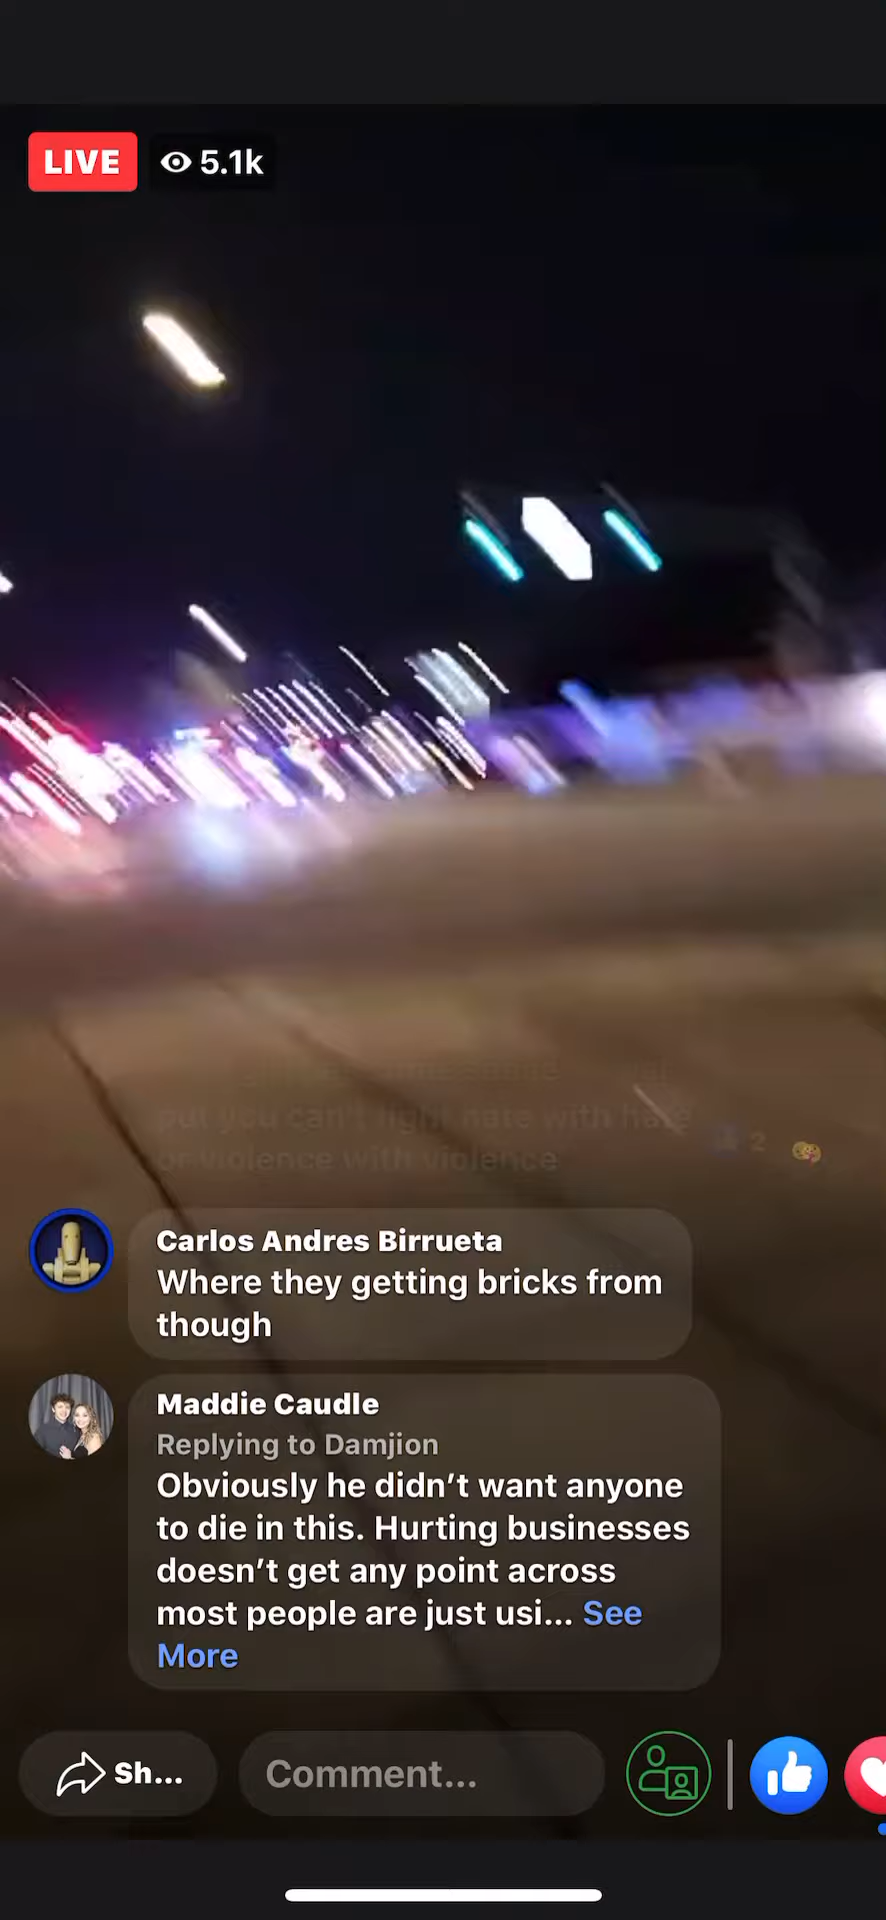 LIVE 5.1k
put you can't fight hate with hate
or violence with violence
2
Carlos Andres Birrueta
Where they getting bricks from
though
Maddie Caudle
Replying to Damjion
Obviously he didn’t want anyone
to die in this. Hurting businesses
doesn’t get any point across
most people are just usi... See
More
Sh... Comment...